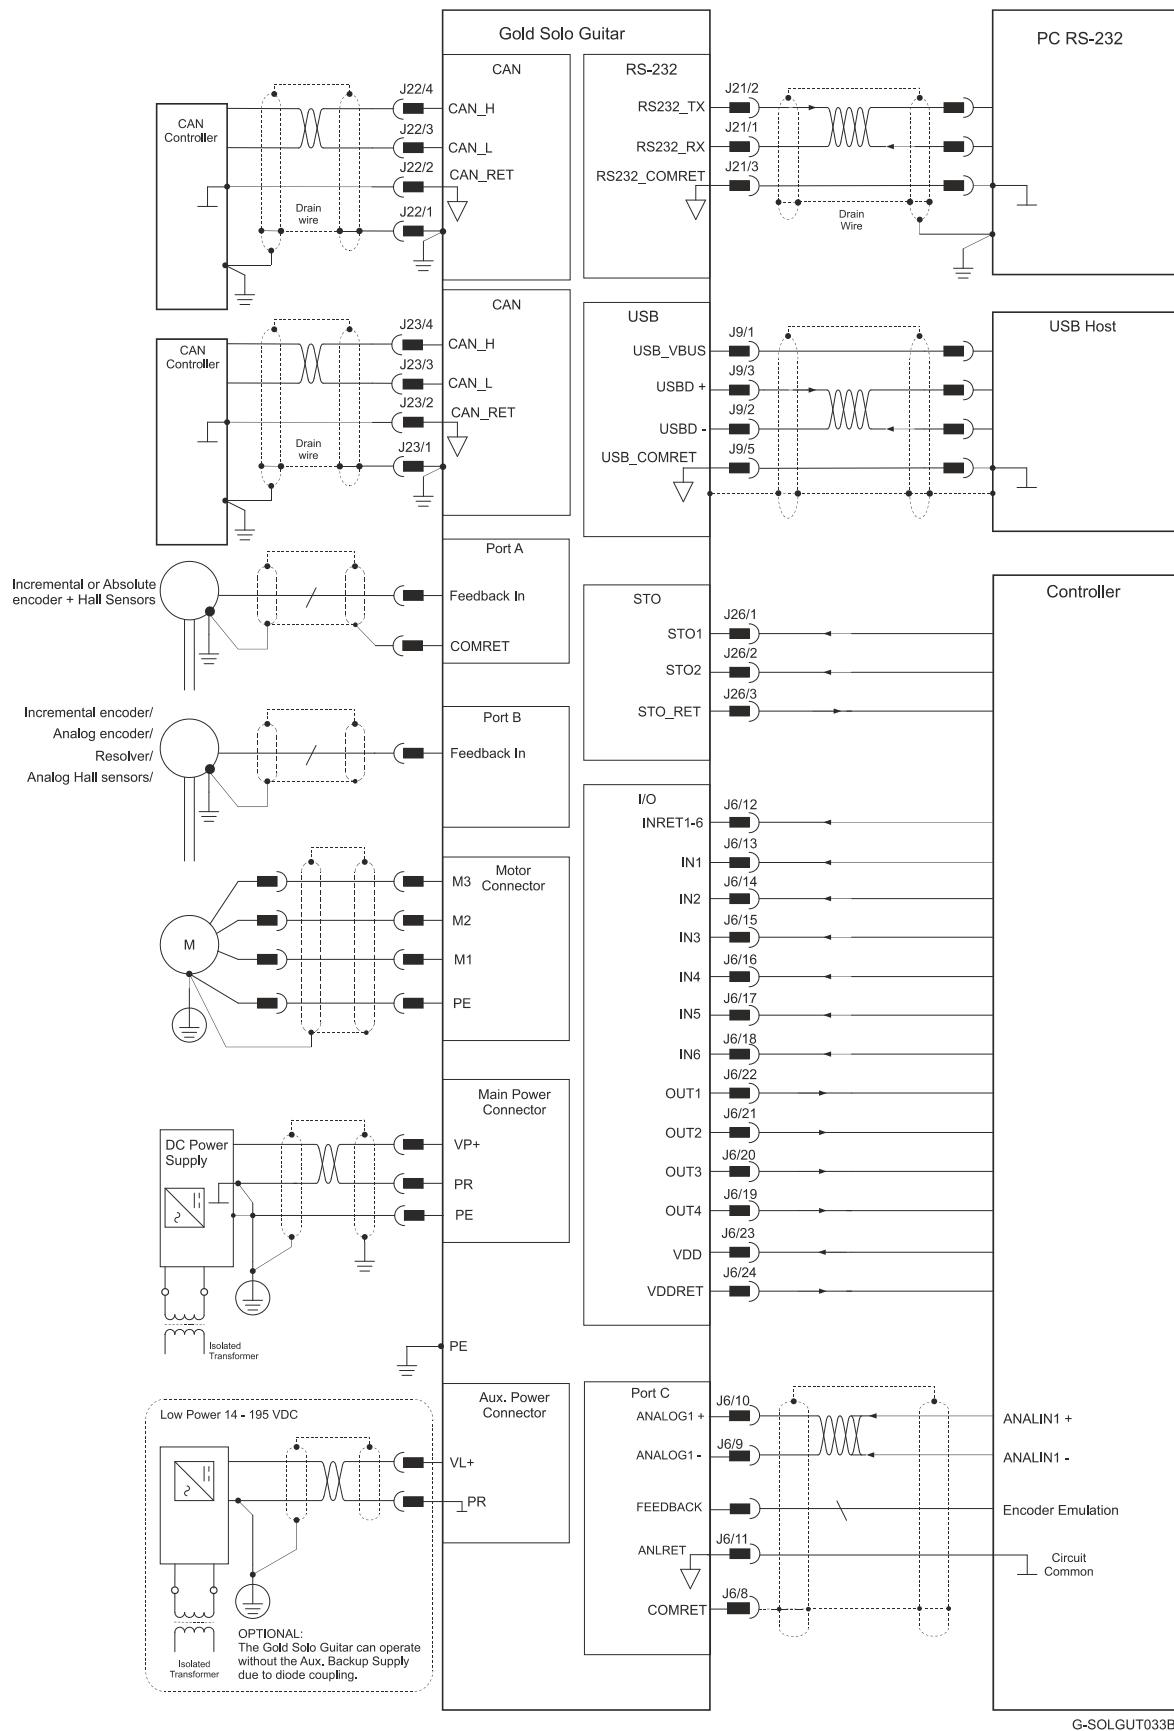 Gold Solo Guitar
PC RS-232
CAN
CAN
Controller
J22/4
CAN_H
J22/3
CAN_L
J22/2
CAN_RET
J22/1
Drain
wire
RS-232
J21/2
RS232_TX
J21/1
RS232_RX
J21/3
RS232_COMRET
Drain
Wire
CAN
CAN
Controller
J23/4
CAN_H
J23/3
CAN_L
J23/2
CAN_RET
J23/1
Drain
wire
USB
USB Host
J9/1
USB_VBUS
J9/3
USBD +
J9/2
USBD -
J9/5
USB_COMRET
Port A
Incremental or Absolute
encoder + Hall Sensors
Feedback In
COMRET
Controller
STO
J26/1
STO1
J26/2
STO2
J26/3
STO_RET
Port B
Incremental encoder/
Analog encoder/
Resolver/
Analog Hall sensors/
Feedback In
I/O
J6/12
INRET1-6
J6/13
IN1
J6/14
IN2
J6/15
IN3
J6/16
IN4
J6/17
IN5
J6/18
IN6
J6/22
OUT1
J6/21
OUT2
J6/20
OUT3
J6/19
OUT4
J6/23
VDD
J6/24
VDDRET
Motor
Connector
M3
M2
M1
PE
M
Main Power
Connector
DC Power
Supply
VP+
PR
PE
Isolated
Transformer
PE
Aux. Power
Connector
Low Power 14 - 195 VDC
VL+
PR
Isolated
Transformer
OPTIONAL:
The Gold Solo Guitar can operate
without the Aux. Backup Supply
due to diode coupling.
Port C
J6/10
ANALOG1 +
ANALIN1 +
J6/9
ANALOG1 -
ANALIN1 -
FEEDBACK
Encoder Emulation
J6/11
ANLRET
Circuit
Common
J6/8
COMRET
G-SOLGUT033B